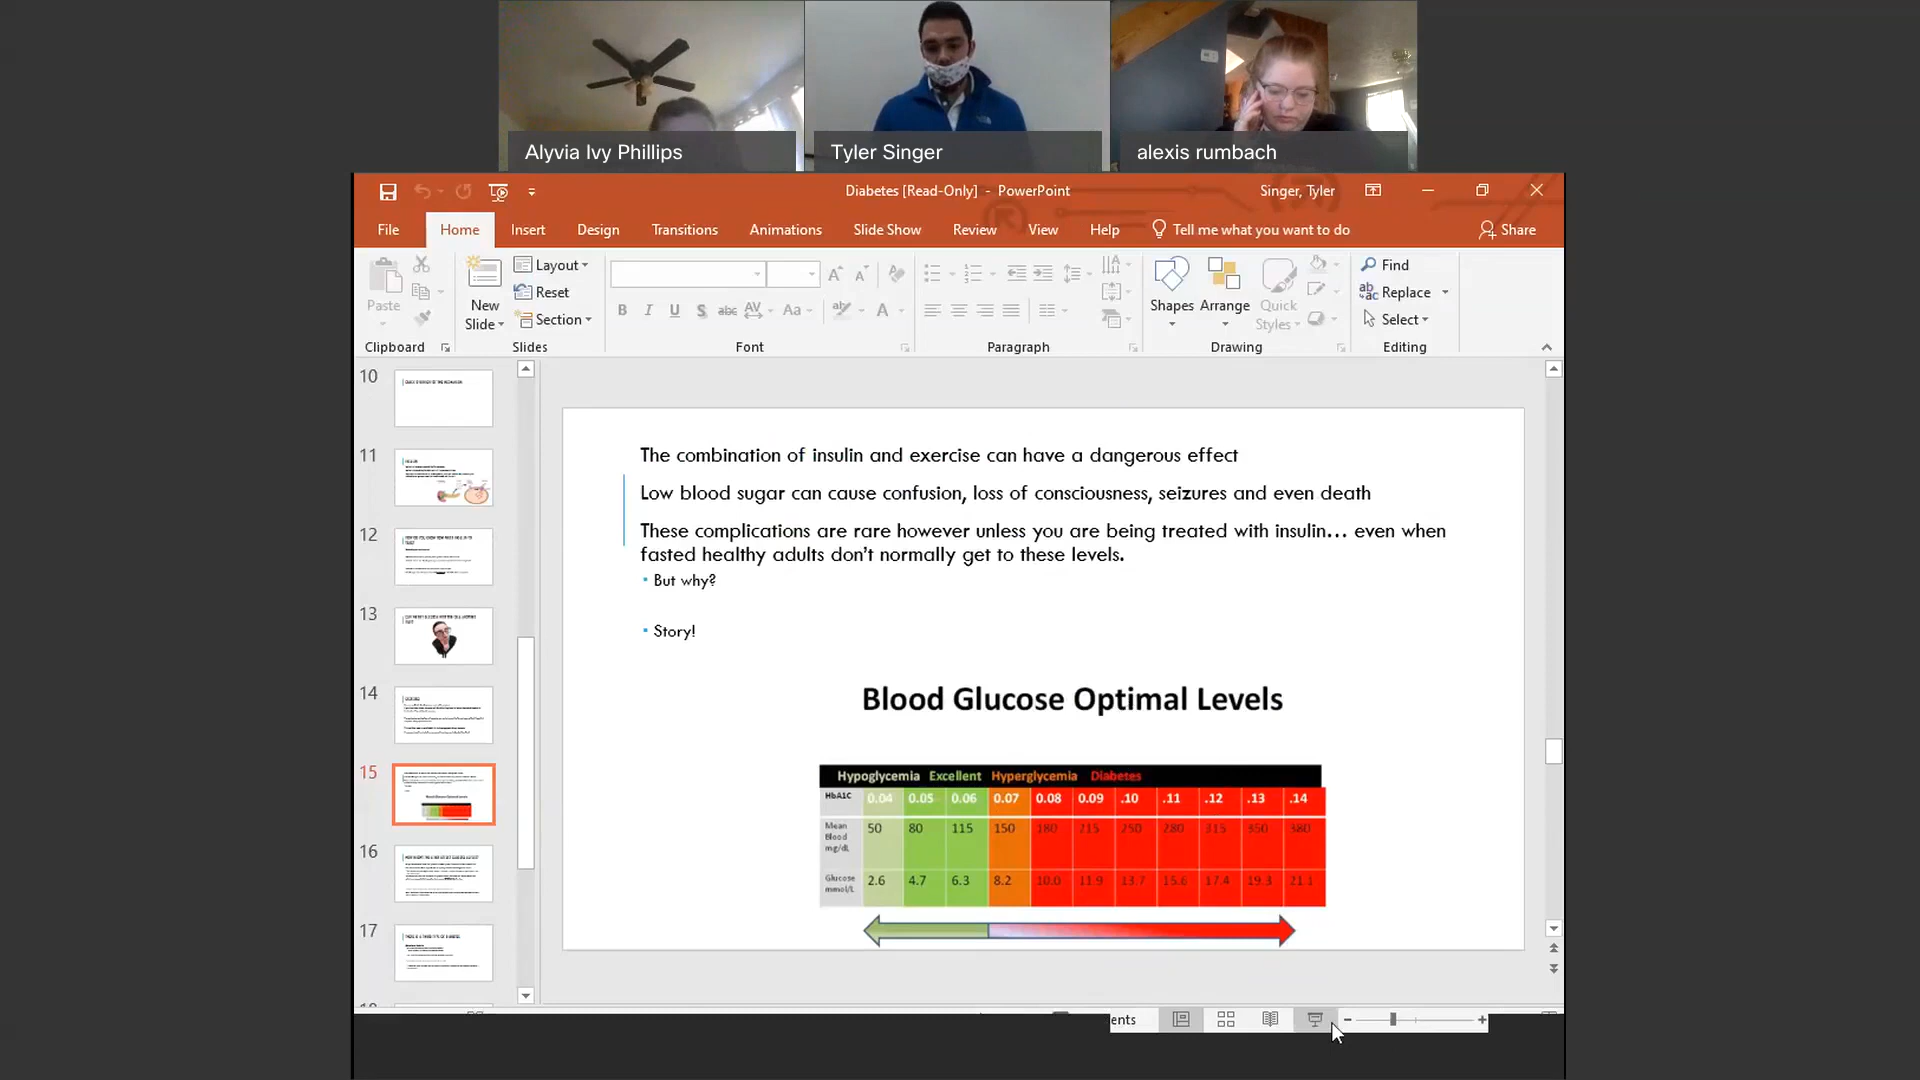 Alyvia Ivy Phillips
Tyler Singer
alexis rumbach
Diabetes [Read-Only] - PowerPoint
Singer, Tyler
File Home Insert Design Transitions Animations Slide Show Review View Help Tell me what you want to do Share
Paste
New
Slide
Layout
Reset
Section
B I U S abc AV Aa A
Shapes Arrange Quick
Styles
Find
Replace
Select
Clipboard Slides Font Paragraph Drawing Editing
10
11
12
13
14
15
16
17
The combination of insulin and exercise can have a dangerous effect
Low blood sugar can cause confusion, loss of consciousness, seizures and even death
These complications are rare however unless you are being treated with insulin... even when
fasted healthy adults don't normally get to these levels.
▪ But why?
▪ Story!
Blood Glucose Optimal Levels
Hypoglycemia Excellent Hyperglycemia Diabetes
HbA1C 0.04 0.05 0.06 0.07 0.08 0.09 .10 .11 .12 .13 .14
Mean
Blood
mg/dL
50 80 115 150 180 215 250 280 315 350 380
Glucose
mmol/L
2.6 4.7 6.3 8.2 10.0 11.9 13.7 15.6 17.4 19.3 21.1